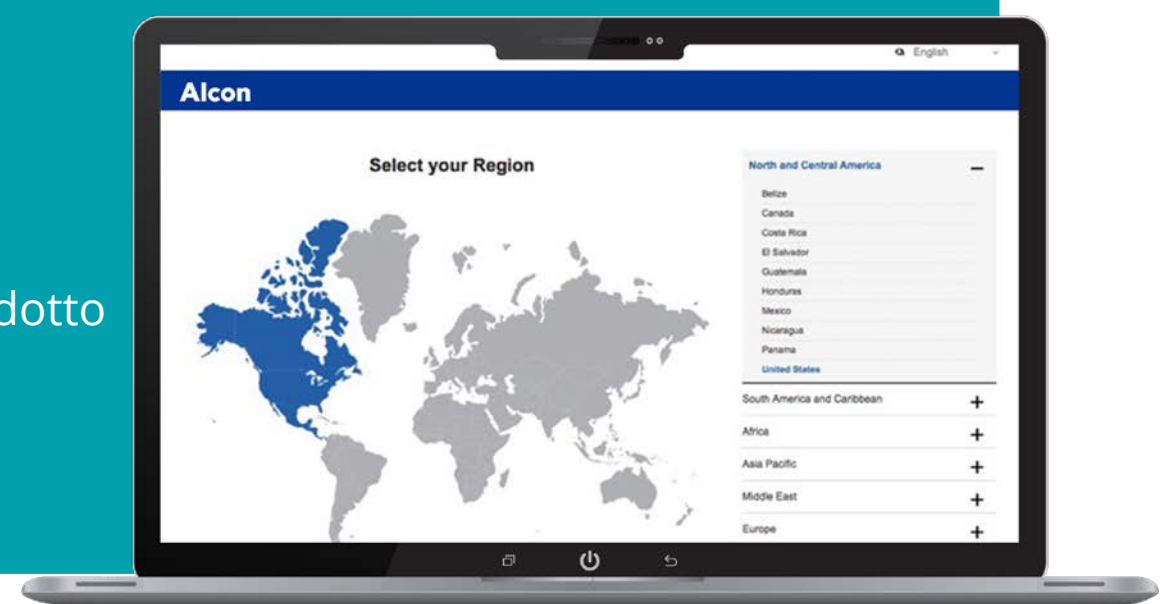 English
Alcon
Select your Region
North and Central America
Belize
Canada
Costa Rica
El Salvador
Guatemala
Honduras
Mexico
Nicaragua
Panama
United States
South America and Caribbean
Africa
Asia Pacific
Middle East
Europe
dotto